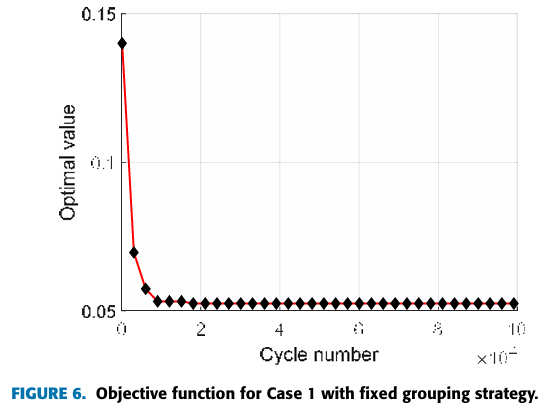 0.15
0.1
0.05
Optimal value
0 2 4 6 8 10
Cycle number
×10
FIGURE 6. Objective function for Case 1 with fixed grouping strategy.